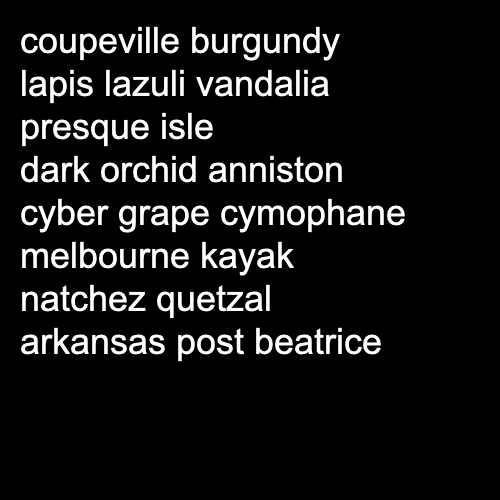 coupeville burgundy
lapis lazuli vandalia
presque isle
dark orchid anniston
cyber grape cymophane
melbourne kayak
natchez quetzal
arkansas post beatrice